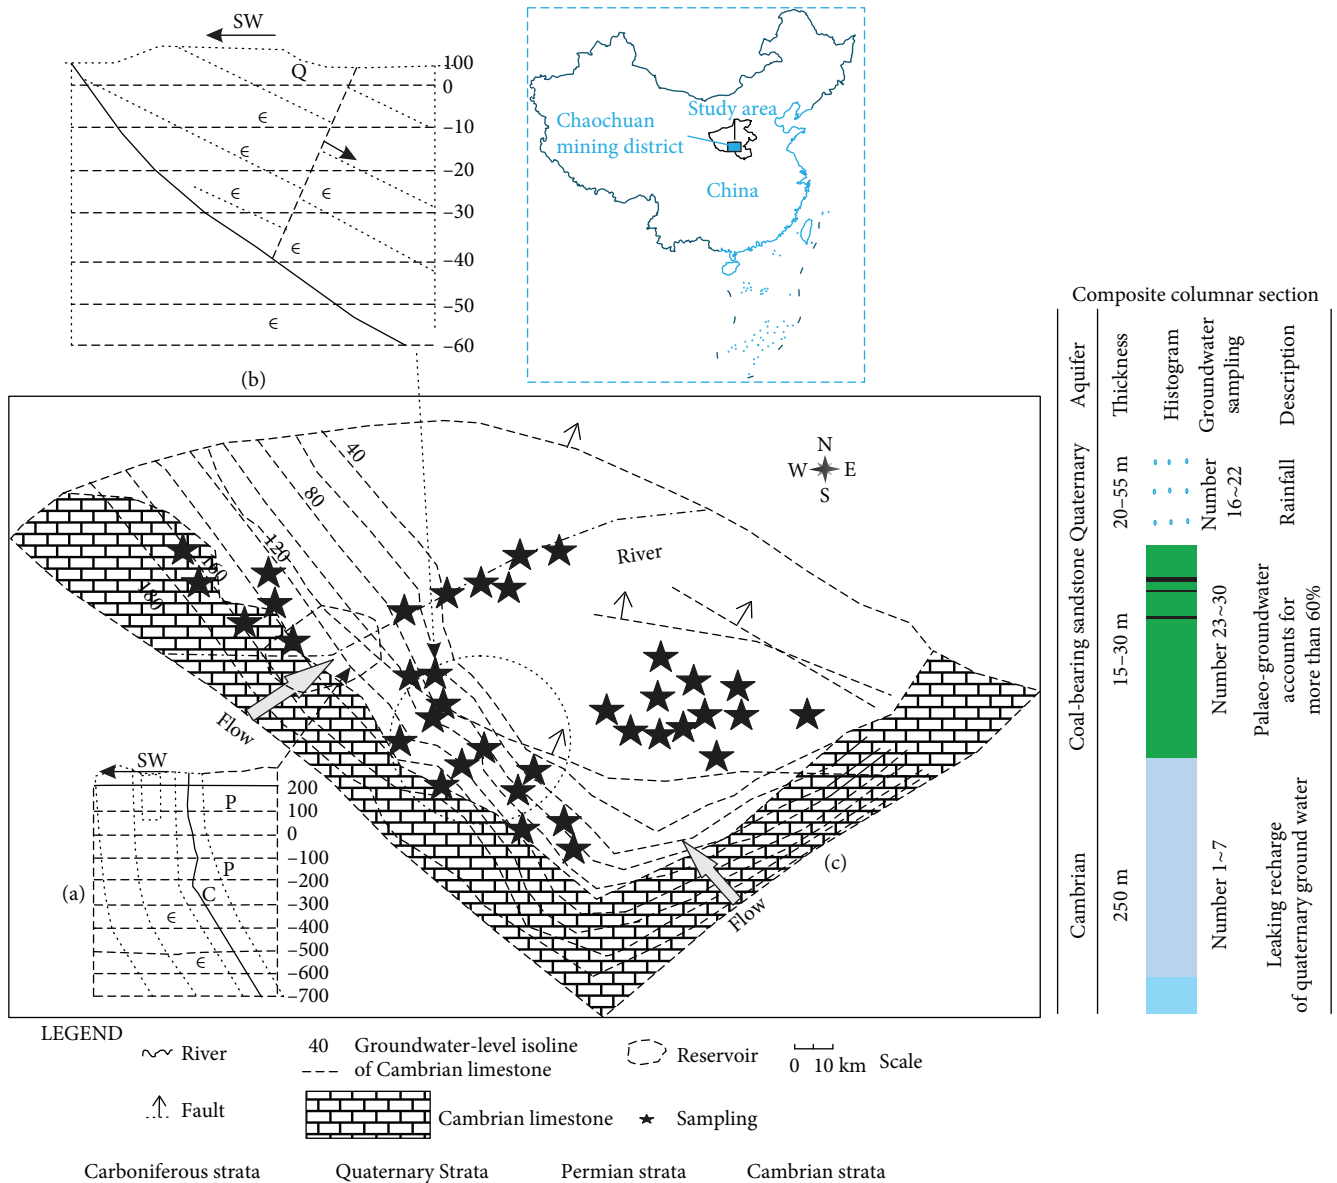 SW
Q
ϵ
ϵ
ϵ
ϵ
ϵ
ϵ
100
0
–10
–20
–30
–40
–50
–60
(b)
Study area
Chaochuan
mining district
China
Composite columnar section
Aquifer
Thickness
Histogram
Groundwater
sampling
Description
Quaternary
20–55 m
Number
16~22
Rainfall
Coal-bearing sandstone
15–30 m
Number 23~30
Palaeo-groundwater
accounts for
more than 60%
Cambrian
250 m
Number 1~7
Leaking recharge
of quaternary ground water
40
80
120
160
180
N
W E
S
River
Flow
Flow
(c)
SW
P
P
C
ϵ
ϵ
200
100
0
–100
–200
–300
–400
–500
–600
–700
(a)
LEGEND
River
40 Groundwater-level isoline
of Cambrian limestone
Reservoir
0 10 km Scale
Fault
Cambrian limestone
Sampling
Carboniferous strata Quaternary Strata Permian strata Cambrian strata